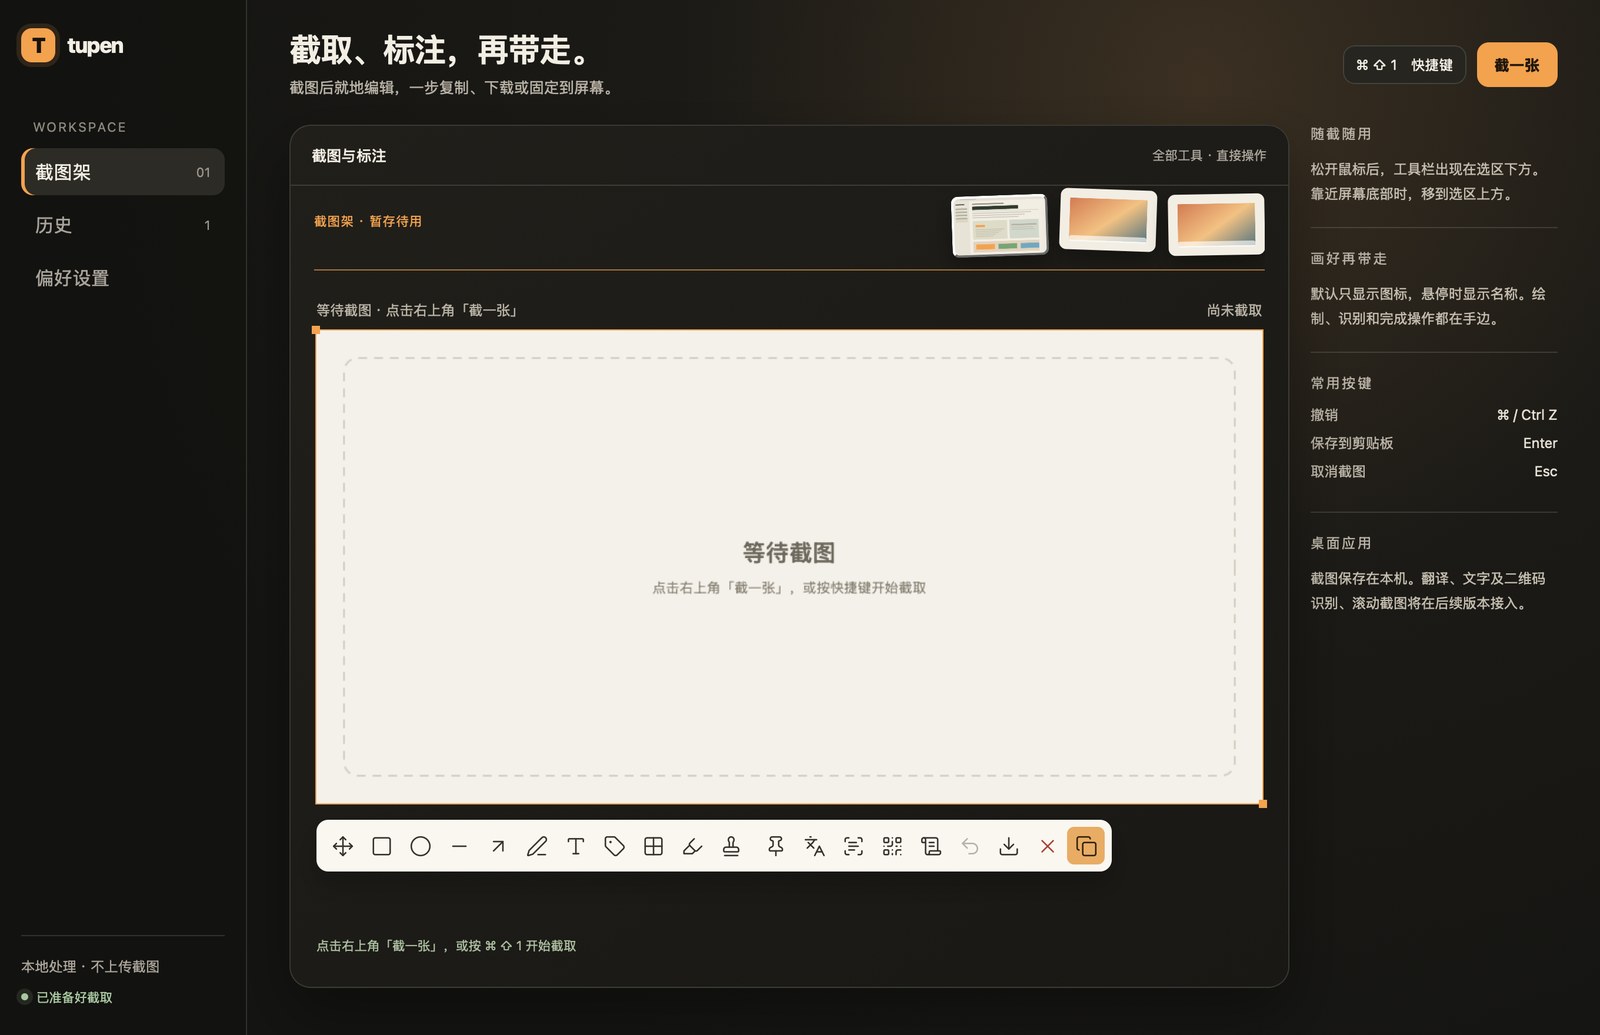 T tupen
WORKSPACE
截图架 01
历史 1
偏好设置
本地处理 · 不上传截图
已准备好截取
截取、标注，再带走。
截图后就地编辑，一步复制、下载或固定到屏幕。
⌘ ⇧ 1 快捷键
截一张
截图与标注
全部工具 · 直接操作
截图架 · 暂存待用
等待截图 · 点击右上角「截一张」
尚未截取
等待截图
点击右上角「截一张」，或按快捷键开始截取
点击右上角「截一张」，或按 ⌘ ⇧ 1 开始截取
随截随用
松开鼠标后，工具栏出现在选区下方。
靠近屏幕底部时，移到选区上方。
画好再带走
默认只显示图标，悬停时显示名称。绘
制、识别和完成操作都在手边。
常用按键
撤销 ⌘ / Ctrl Z
保存到剪贴板 Enter
取消截图 Esc
桌面应用
截图保存在本机。翻译、文字及二维码
识别、滚动截图将在后续版本接入。